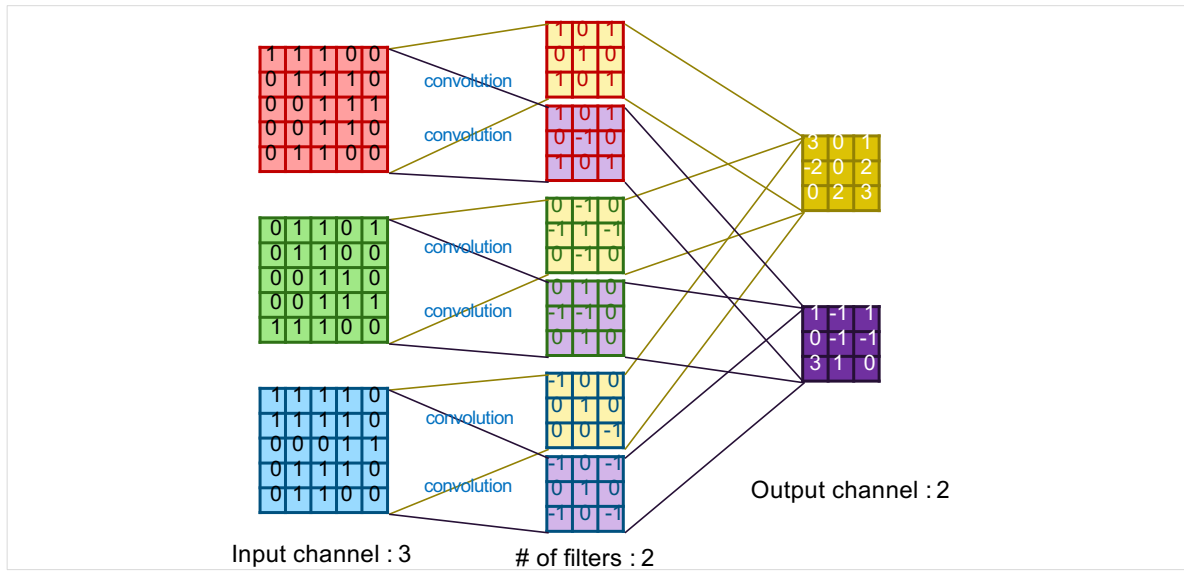 1 1 1 0 0
0 1 1 1 0
0 0 1 1 1
0 0 1 1 0
0 1 1 0 0
0 1 1 0 1
0 1 1 0 0
0 0 1 1 0
0 0 1 1 1
1 1 1 0 0
1 1 1 1 0
1 1 1 1 0
0 0 0 1 1
0 1 1 1 0
0 1 1 0 0
Input channel : 3
convolution
convolution
convolution
convolution
convolution
convolution
1 0 1
0 1 0
1 0 1
1 0 1
0 -1 0
1 0 1
0 -1 0
-1 1 -1
0 -1 0
0 1 0
-1 -1 0
0 1 0
-1 0 0
0 1 0
0 0 -1
-1 0 -1
0 1 0
-1 0 -1
# of filters : 2
3 0 1
-2 0 2
0 2 3
1 -1 1
0 -1 -1
3 1 0
Output channel : 2